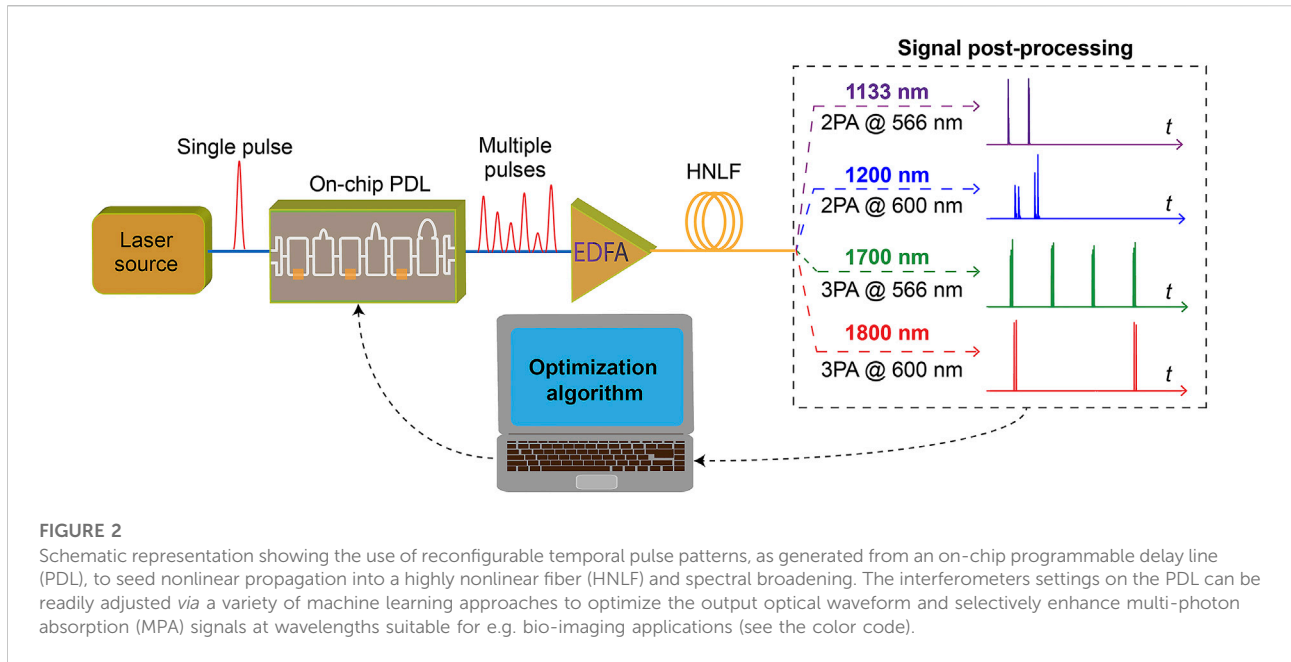 Signal post-processing
1133 nm
2PA @ 566 nm
t
Single pulse
Multiple
pulses
HNLF
On-chip PDL
1200 nm
2PA @ 600 nm
t
Laser
source
EDFA
1700 nm
3PA @ 566 nm
t
1800 nm
3PA @ 600 nm
t
Optimization
algorithm
FIGURE 2
Schematic representation showing the use of reconfigurable temporal pulse patterns, as generated from an on-chip programmable delay line
(PDL), to seed nonlinear propagation into a highly nonlinear fiber (HNLF) and spectral broadening. The interferometers settings on the PDL can be
readily adjusted via a variety of machine learning approaches to optimize the output optical waveform and selectively enhance multi-photon
absorption (MPA) signals at wavelengths suitable for e.g. bio-imaging applications (see the color code).